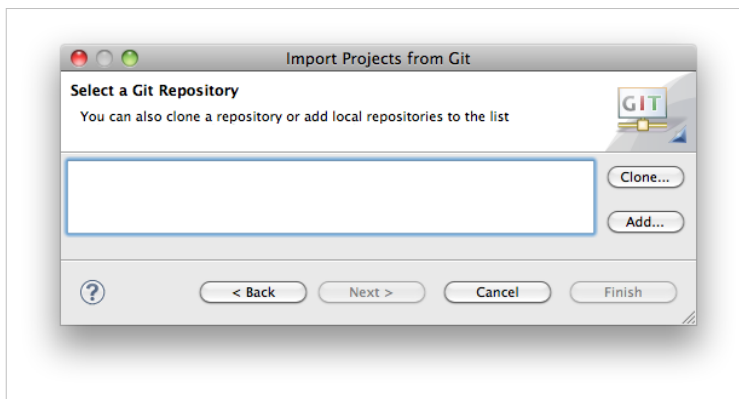 Import Projects from Git
Select a Git Repository
You can also clone a repository or add local repositories to the list
GIT
Clone...
Add...
?
< Back
Next >
Cancel
Finish